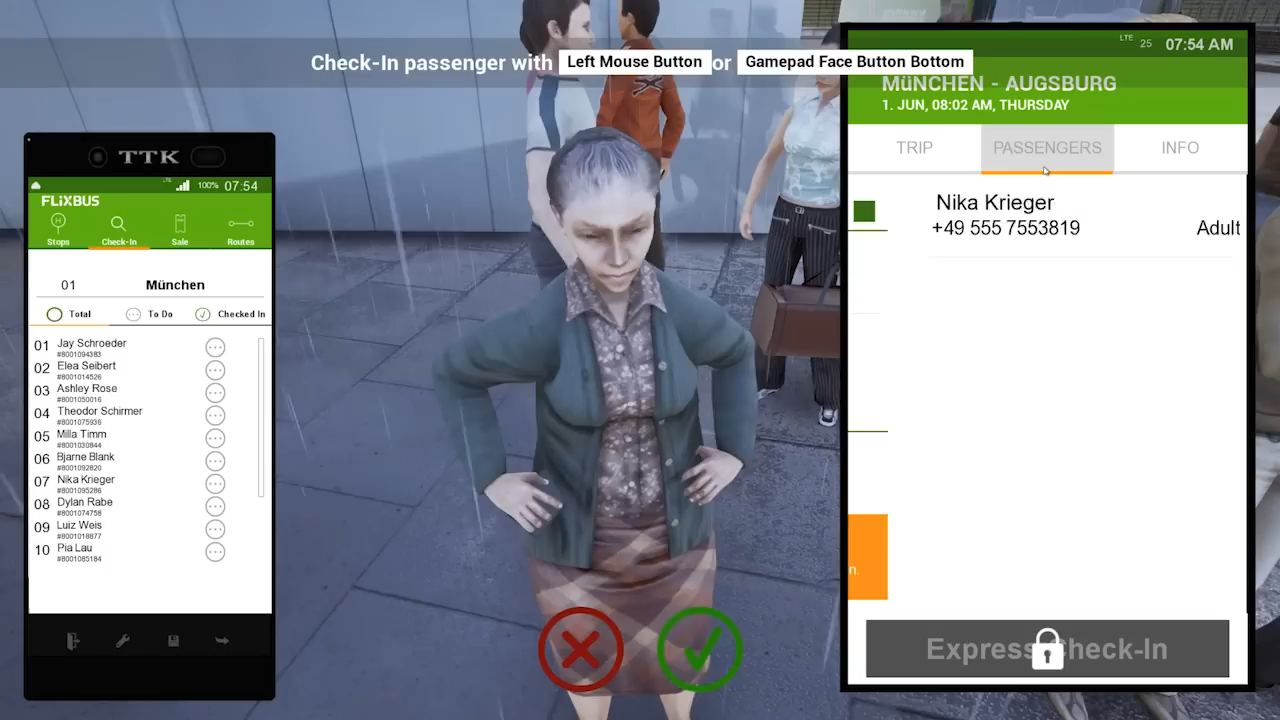 Check-In passenger with Left Mouse Button or Gamepad Face Button Bottom
TTK
LTE 100% 07:54
FLiXBUS
Stops Check-In Sale Routes
01 München
Total To Do Checked In
01 Jay Schroeder
#8001094383
02 Elea Seibert
#8001014526
03 Ashley Rose
#8001050016
04 Theodor Schirmer
#8001075936
05 Milla Timm
#8001030844
06 Bjarne Blank
#8001092820
07 Nika Krieger
#8001095286
08 Dylan Rabe
#8001074758
09 Luiz Weis
#8001018877
10 Pia Lau
#8001085184
LTE 25 07:54 AM
MüNCHEN - AUGSBURG
1. JUN, 08:02 AM, THURSDAY
TRIP PASSENGERS INFO
Nika Krieger
+49 555 7553819 Adult
n.
Express Check-In